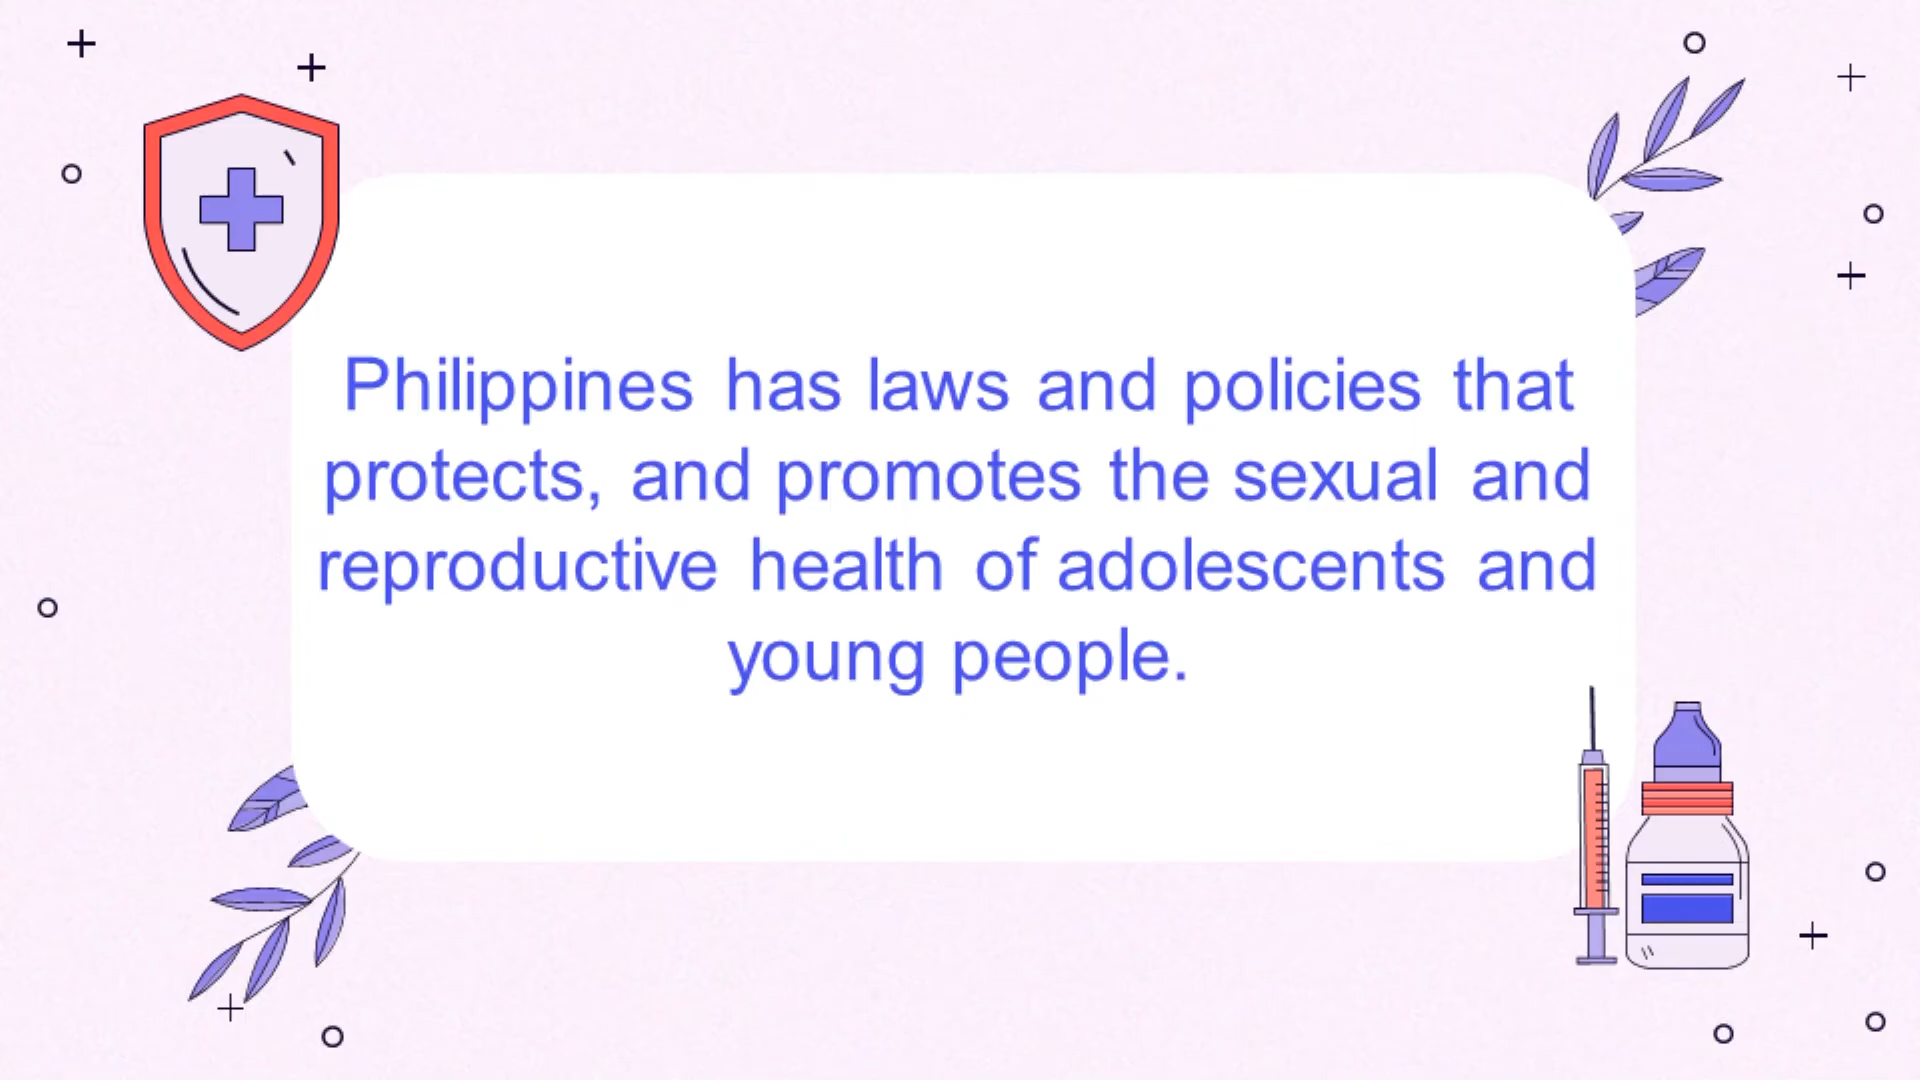 Philippines has laws and policies that
protects, and promotes the sexual and
reproductive health of adolescents and
young people.